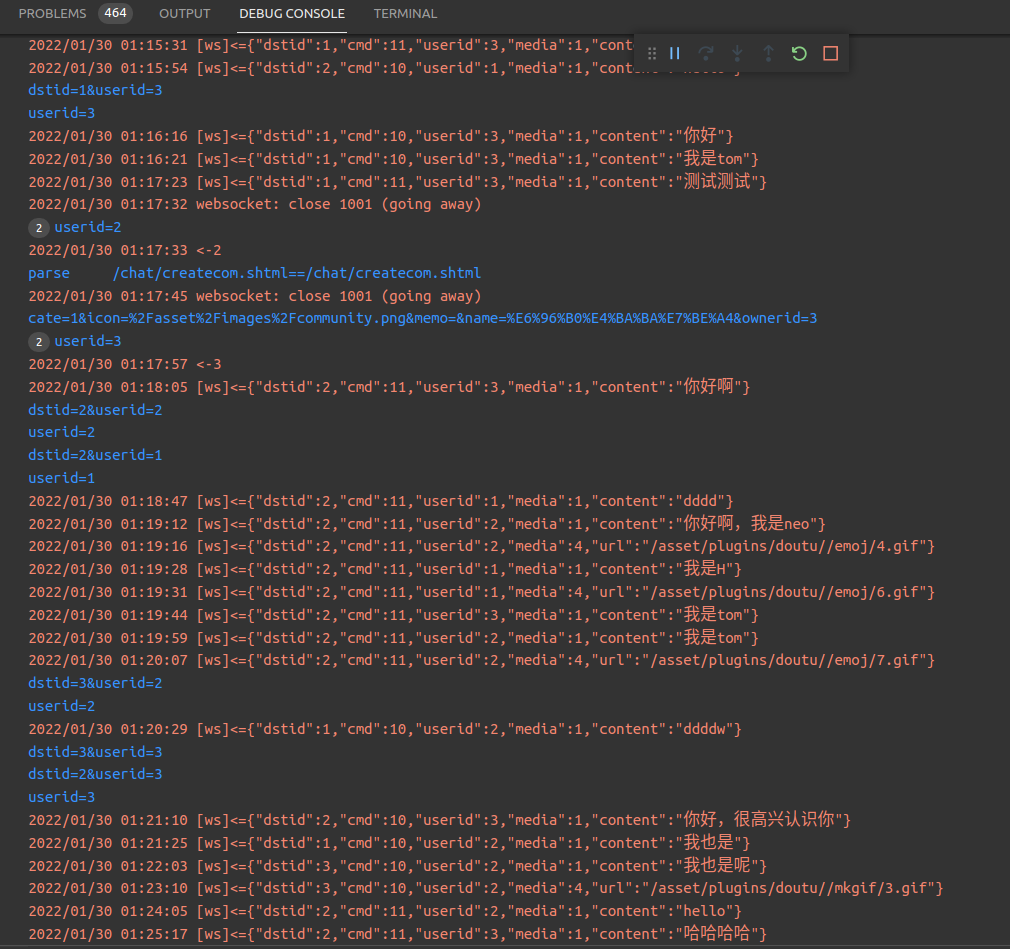 PROBLEMS 464 OUTPUT DEBUG CONSOLE TERMINAL
2022/01/30 01:15:31 [ws]<={"dstid":1,"cmd":11,"userid":3,"media":1,"cont
2022/01/30 01:15:54 [ws]<={"dstid":2,"cmd":10,"userid":1,"media":1,"cont
dstid=1&userid=3
userid=3
2022/01/30 01:16:16 [ws]<={"dstid":1,"cmd":10,"userid":3,"media":1,"content":"你好"}
2022/01/30 01:16:21 [ws]<={"dstid":1,"cmd":10,"userid":3,"media":1,"content":"我是tom"}
2022/01/30 01:17:23 [ws]<={"dstid":1,"cmd":11,"userid":3,"media":1,"content":"测试测试"}
2022/01/30 01:17:32 websocket: close 1001 (going away)
2 userid=2
2022/01/30 01:17:33 <-2
parse /chat/createcom.shtml==/chat/createcom.shtml
2022/01/30 01:17:45 websocket: close 1001 (going away)
cate=1&icon=%2Fasset%2Fimages%2Fcommunity.png&memo=&name=%E6%96%B0%E4%BA%BA%E7%BE%A4&ownerid=3
2 userid=3
2022/01/30 01:17:57 <-3
2022/01/30 01:18:05 [ws]<={"dstid":2,"cmd":11,"userid":3,"media":1,"content":"你好啊"}
dstid=2&userid=2
userid=2
dstid=2&userid=1
userid=1
2022/01/30 01:18:47 [ws]<={"dstid":2,"cmd":11,"userid":1,"media":1,"content":"dddd"}
2022/01/30 01:19:12 [ws]<={"dstid":2,"cmd":11,"userid":2,"media":1,"content":"你好啊，我是neo"}
2022/01/30 01:19:16 [ws]<={"dstid":2,"cmd":11,"userid":2,"media":4,"url":"/asset/plugins/doutu//emoj/4.gif"}
2022/01/30 01:19:28 [ws]<={"dstid":2,"cmd":11,"userid":1,"media":1,"content":"我是H"}
2022/01/30 01:19:31 [ws]<={"dstid":2,"cmd":11,"userid":1,"media":4,"url":"/asset/plugins/doutu//emoj/6.gif"}
2022/01/30 01:19:44 [ws]<={"dstid":2,"cmd":11,"userid":3,"media":1,"content":"我是tom"}
2022/01/30 01:19:59 [ws]<={"dstid":2,"cmd":11,"userid":2,"media":1,"content":"我是tom"}
2022/01/30 01:20:07 [ws]<={"dstid":2,"cmd":11,"userid":2,"media":4,"url":"/asset/plugins/doutu//emoj/7.gif"}
dstid=3&userid=2
userid=2
2022/01/30 01:20:29 [ws]<={"dstid":1,"cmd":10,"userid":2,"media":1,"content":"ddddw"}
dstid=3&userid=3
dstid=2&userid=3
userid=3
2022/01/30 01:21:10 [ws]<={"dstid":2,"cmd":10,"userid":3,"media":1,"content":"你好，很高兴认识你"}
2022/01/30 01:21:25 [ws]<={"dstid":1,"cmd":10,"userid":2,"media":1,"content":"我也是"}
2022/01/30 01:22:03 [ws]<={"dstid":3,"cmd":10,"userid":2,"media":1,"content":"我也是呢"}
2022/01/30 01:23:10 [ws]<={"dstid":3,"cmd":10,"userid":2,"media":4,"url":"/asset/plugins/doutu//mkgif/3.gif"}
2022/01/30 01:24:05 [ws]<={"dstid":2,"cmd":11,"userid":2,"media":1,"content":"hello"}
2022/01/30 01:25:17 [ws]<={"dstid":2,"cmd":11,"userid":3,"media":1,"content":"哈哈哈哈"}